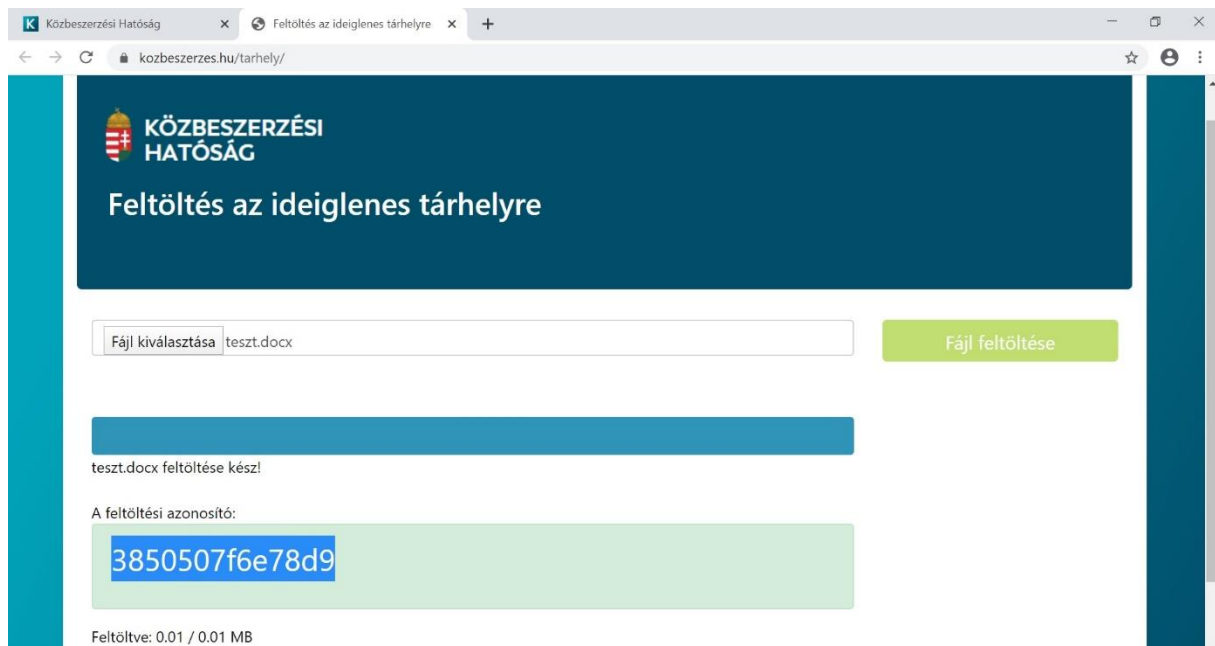 K Közbeszerzési Hatóság
Feltöltés az ideiglenes tárhelyre
kozbeszerzes.hu/tarhely/
KÖZBESZERZÉSI
HATÓSÁG
Feltöltés az ideiglenes tárhelyre
Fájl kiválasztása teszt.docx
Fájl feltöltése
teszt.docx feltöltése kész!
A feltöltési azonosító:
3850507f6e78d9
Feltöltve: 0.01 / 0.01 MB